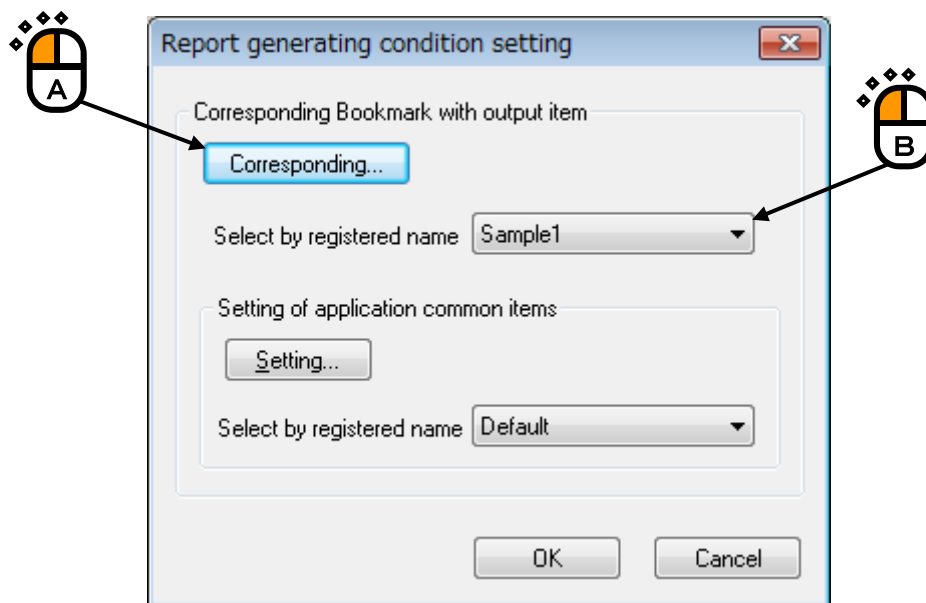 A
Report generating condition setting
Corresponding Bookmark with output item
B
Corresponding...
Select by registered name Sample1
Setting of application common items
Setting...
Select by registered name Default
OK Cancel